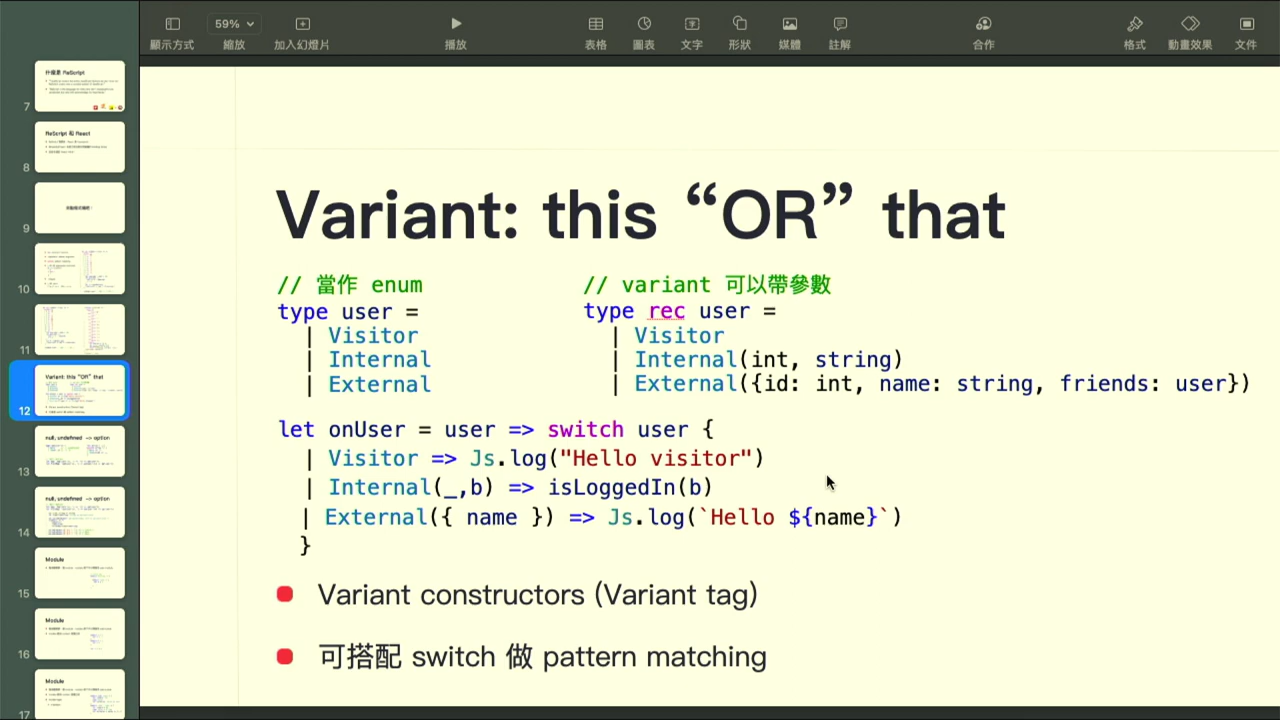 59%
顯示方式 縮放 加入幻燈片 播放 表格 圖表 文字 形狀 媒體 註解 合作 格式 動畫效果 文件
什麼是 ReScript
7
ReScript 和 React
8
9
10
11
Variant: this “OR” that
12
null, undefined -> option
13
null, undefined -> option
14
Module
15
Module
16
Module
17
Variant: this “OR” that
// 當作 enum
type user =
| Visitor
| Internal
| External
// variant 可以帶參數
type rec user =
| Visitor
| Internal(int, string)
| External({id: int, name: string, friends: user})
let onUser = user => switch user {
| Visitor => Js.log("Hello visitor")
| Internal(_,b) => isLoggedIn(b)
| External({ name }) => Js.log(`Hello ${name}`)
}
Variant constructors (Variant tag)
可搭配 switch 做 pattern matching